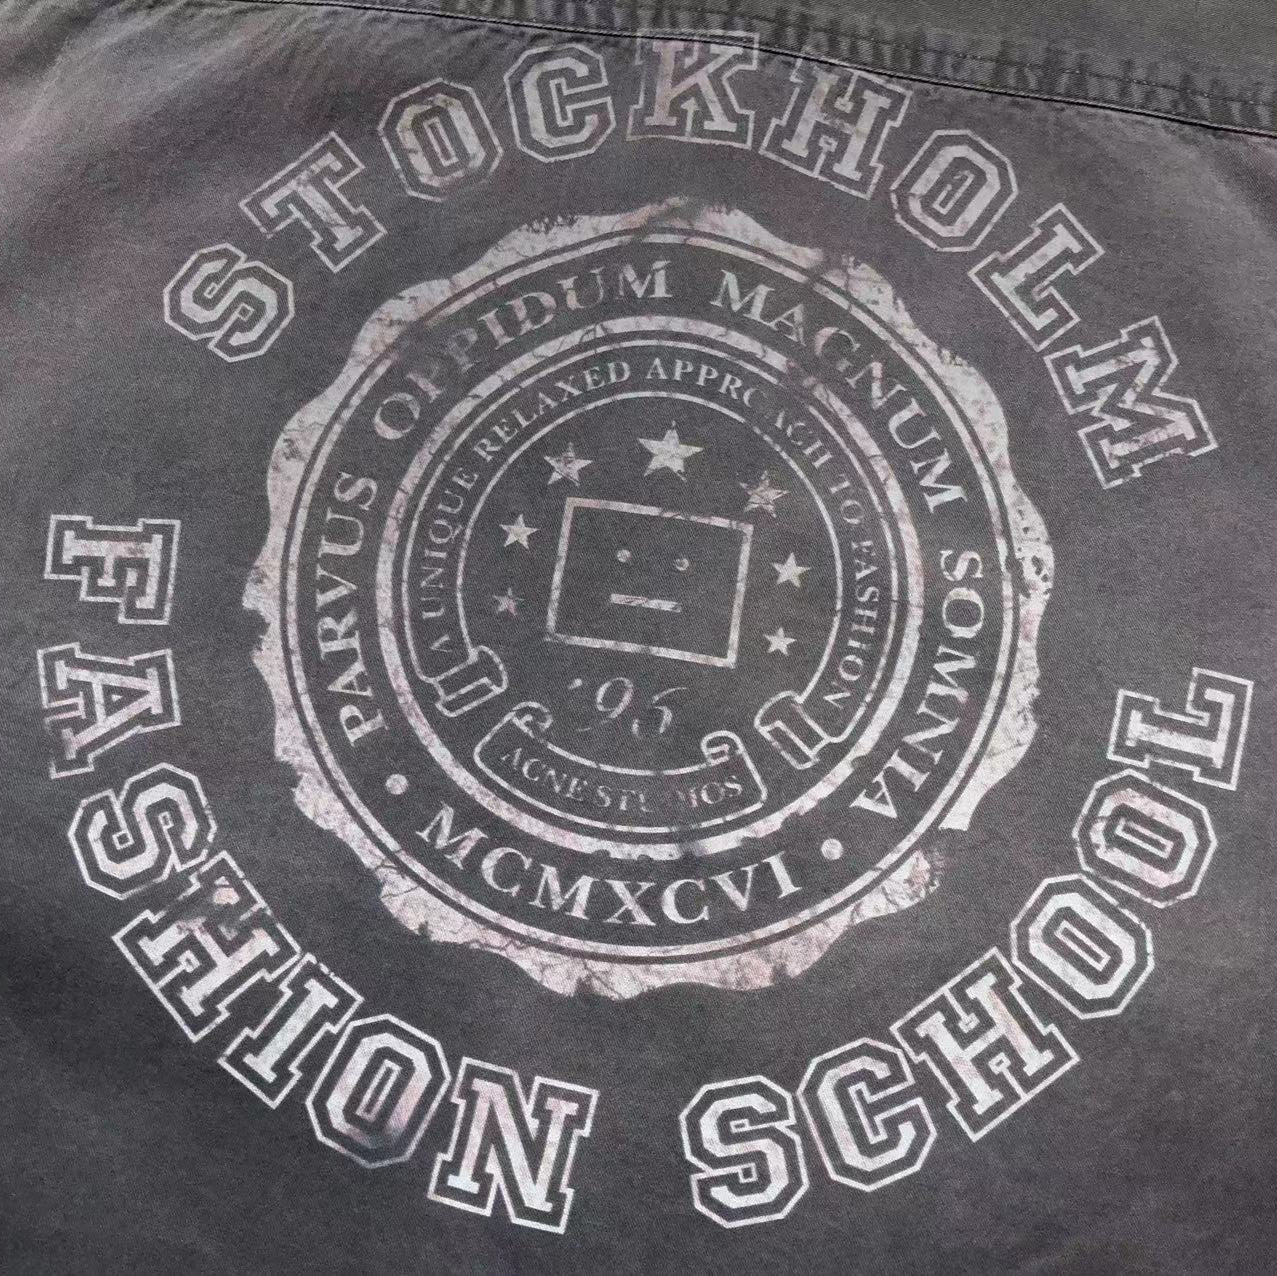 STOCKHOLM
FASHION SCHOOL
PARVUS OPPIDUM MAGNUM SOMNIA
• MCMXCVI •
A UNIQUE RELAXED APPROACH TO FASHION
'96
ACNE STUDIOS